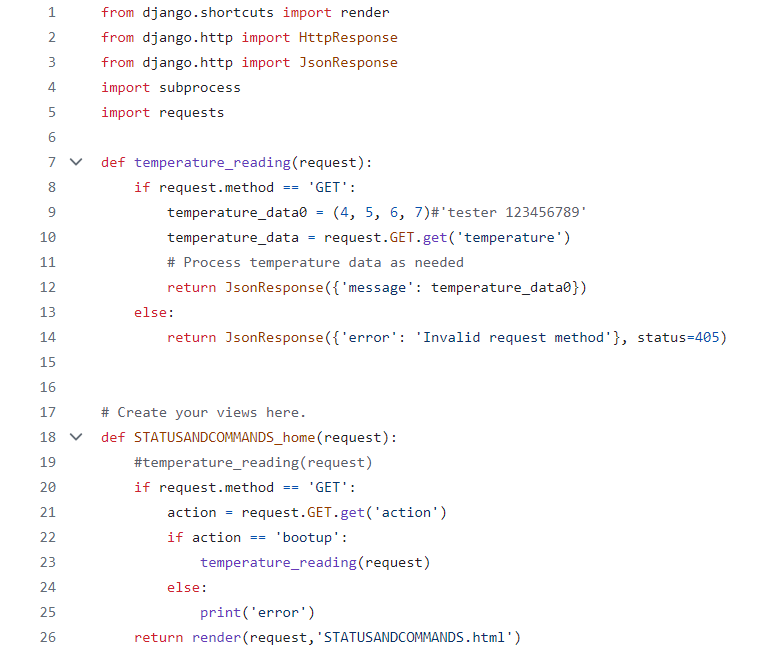 1 from django.shortcuts import render
2 from django.http import HttpResponse
3 from django.http import JsonResponse
4 import subprocess
5 import requests
6
7 def temperature_reading(request):
8     if request.method == 'GET':
9         temperature_data0 = (4, 5, 6, 7)#'tester 123456789'
10         temperature_data = request.GET.get('temperature')
11         # Process temperature data as needed
12         return JsonResponse({'message': temperature_data0})
13     else:
14         return JsonResponse({'error': 'Invalid request method'}, status=405)
15
16
17 # Create your views here.
18 def STATUSANDCOMMANDS_home(request):
19     #temperature_reading(request)
20     if request.method == 'GET':
21         action = request.GET.get('action')
22         if action == 'bootup':
23             temperature_reading(request)
24         else:
25             print('error')
26     return render(request,'STATUSANDCOMMANDS.html')